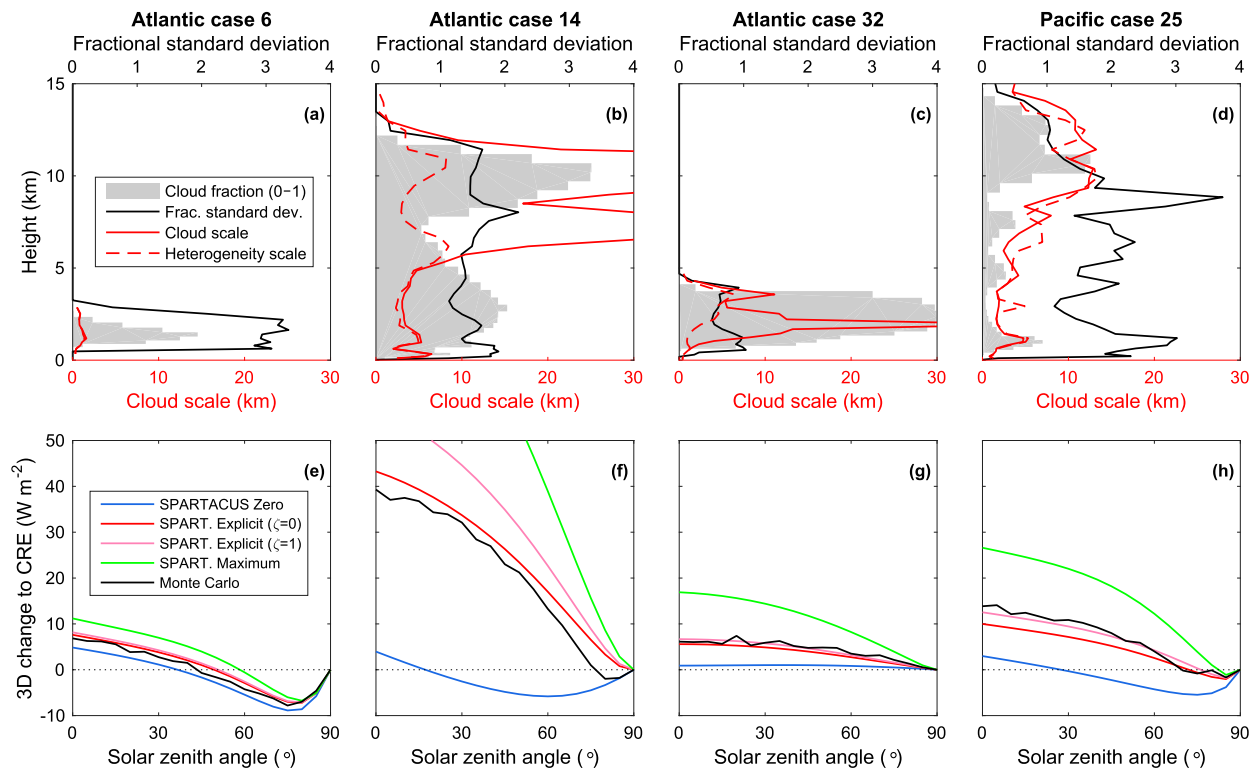 Atlantic case 6
Atlantic case 14
Atlantic case 32
Pacific case 25
Fractional standard deviation
Fractional standard deviation
Fractional standard deviation
Fractional standard deviation
0 1 2 3 4
0 1 2 3 4
0 1 2 3 4
0 1 2 3 4
15
10
5
0
Height (km)
(a)
(b)
(c)
(d)
Cloud fraction (0−1)
Frac. standard dev.
Cloud scale
Heterogeneity scale
0 10 20 30
0 10 20 30
0 10 20 30
0 10 20 30
Cloud scale (km)
Cloud scale (km)
Cloud scale (km)
Cloud scale (km)
50
40
30
20
10
0
-10
3D change to CRE (W m-2)
(e)
(f)
(g)
(h)
SPARTACUS Zero
SPART. Explicit (ζ=0)
SPART. Explicit (ζ=1)
SPART. Maximum
Monte Carlo
0 30 60 90
0 30 60 90
0 30 60 90
0 30 60 90
Solar zenith angle (°)
Solar zenith angle (°)
Solar zenith angle (°)
Solar zenith angle (°)